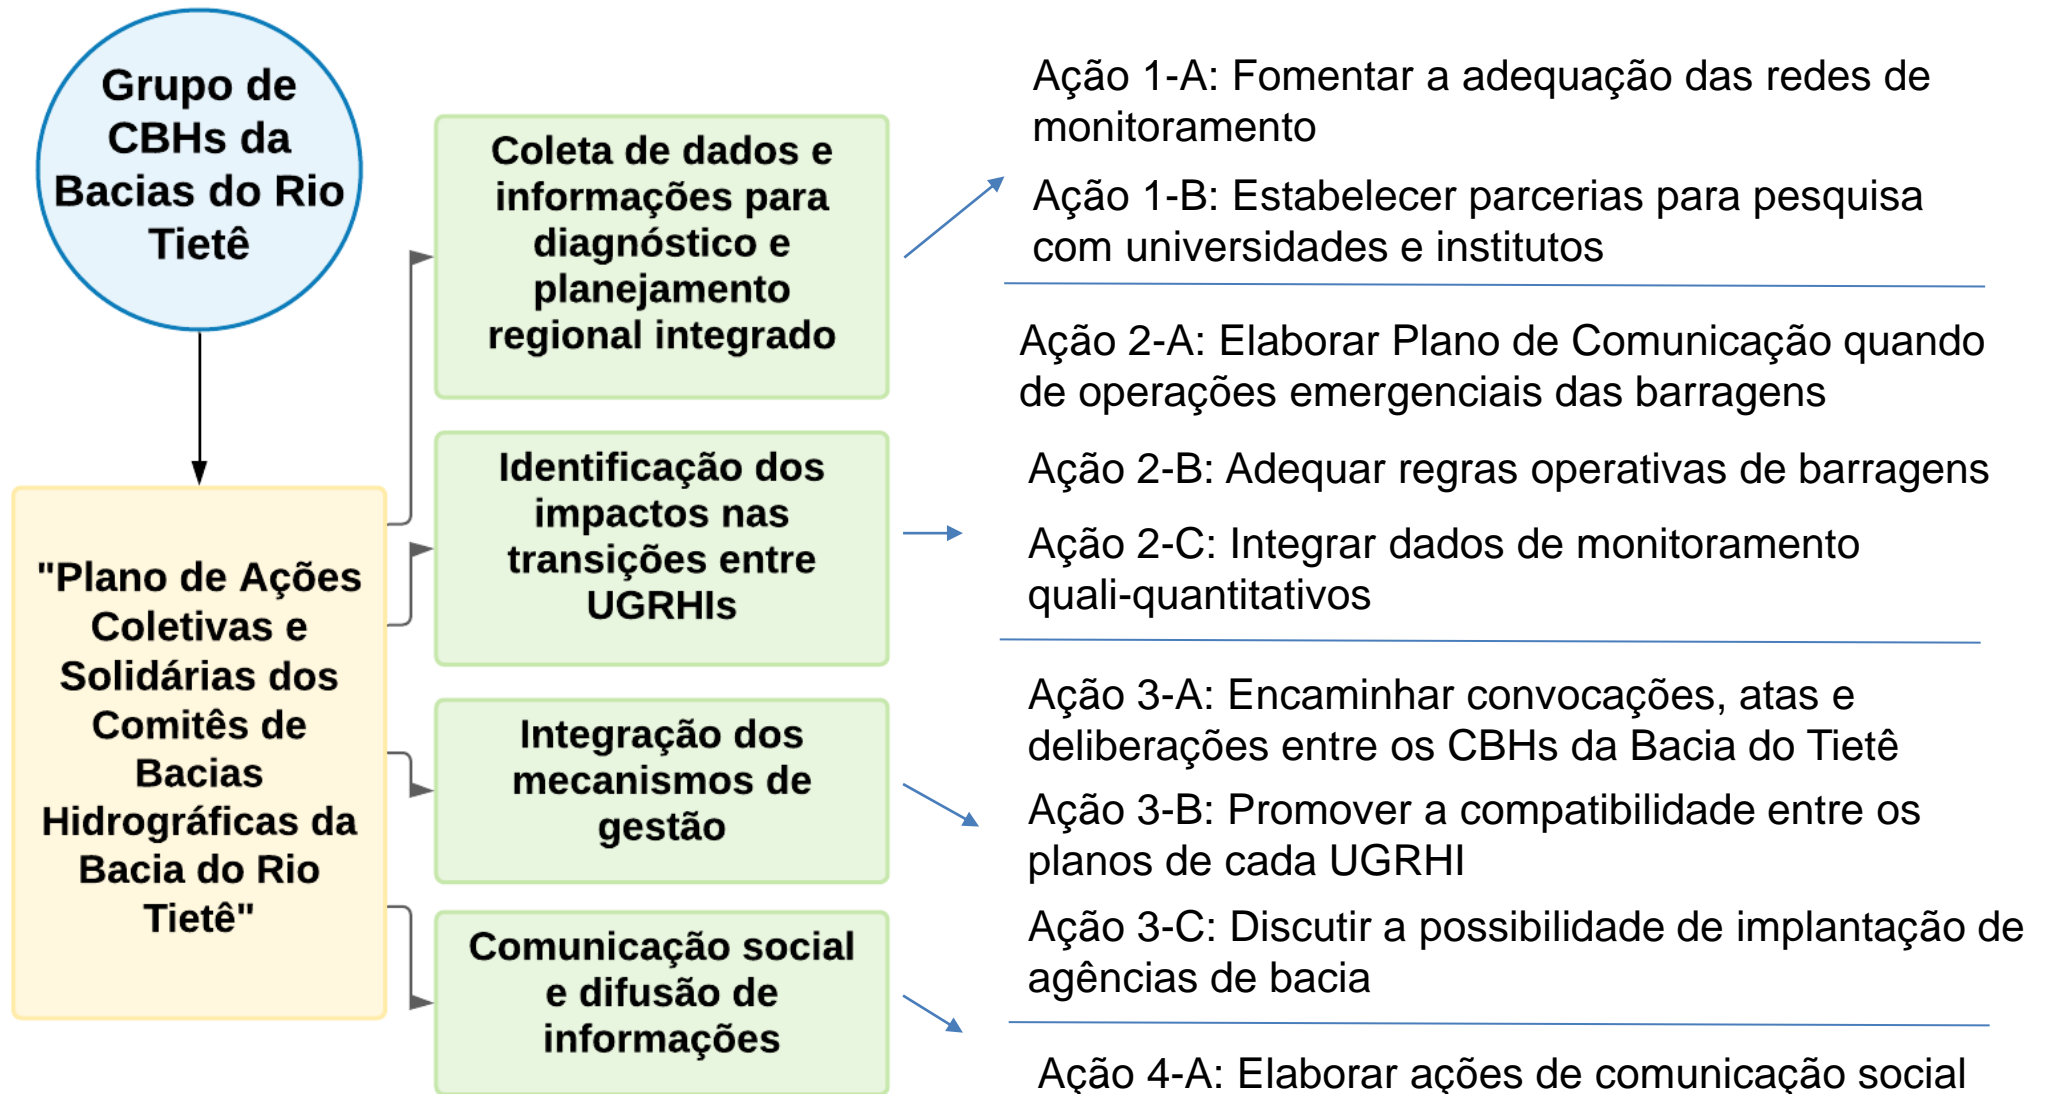 Grupo de
CBHs da
Bacias do Rio
Tietê
"Plano de Ações
Coletivas e
Solidárias dos
Comitês de
Bacias
Hidrográficas da
Bacia do Rio
Tietê"
Coleta de dados e
informações para
diagnóstico e
planejamento
regional integrado
Identificação dos
impactos nas
transições entre
UGRHIs
Integração dos
mecanismos de
gestão
Comunicação social
e difusão de
informações
Ação 1-A: Fomentar a adequação das redes de
monitoramento
Ação 1-B: Estabelecer parcerias para pesquisa
com universidades e institutos
Ação 2-A: Elaborar Plano de Comunicação quando
de operações emergenciais das barragens
Ação 2-B: Adequar regras operativas de barragens
Ação 2-C: Integrar dados de monitoramento
quali-quantitativos
Ação 3-A: Encaminhar convocações, atas e
deliberações entre os CBHs da Bacia do Tietê
Ação 3-B: Promover a compatibilidade entre os
planos de cada UGRHI
Ação 3-C: Discutir a possibilidade de implantação de
agências de bacia
Ação 4-A: Elaborar ações de comunicação social